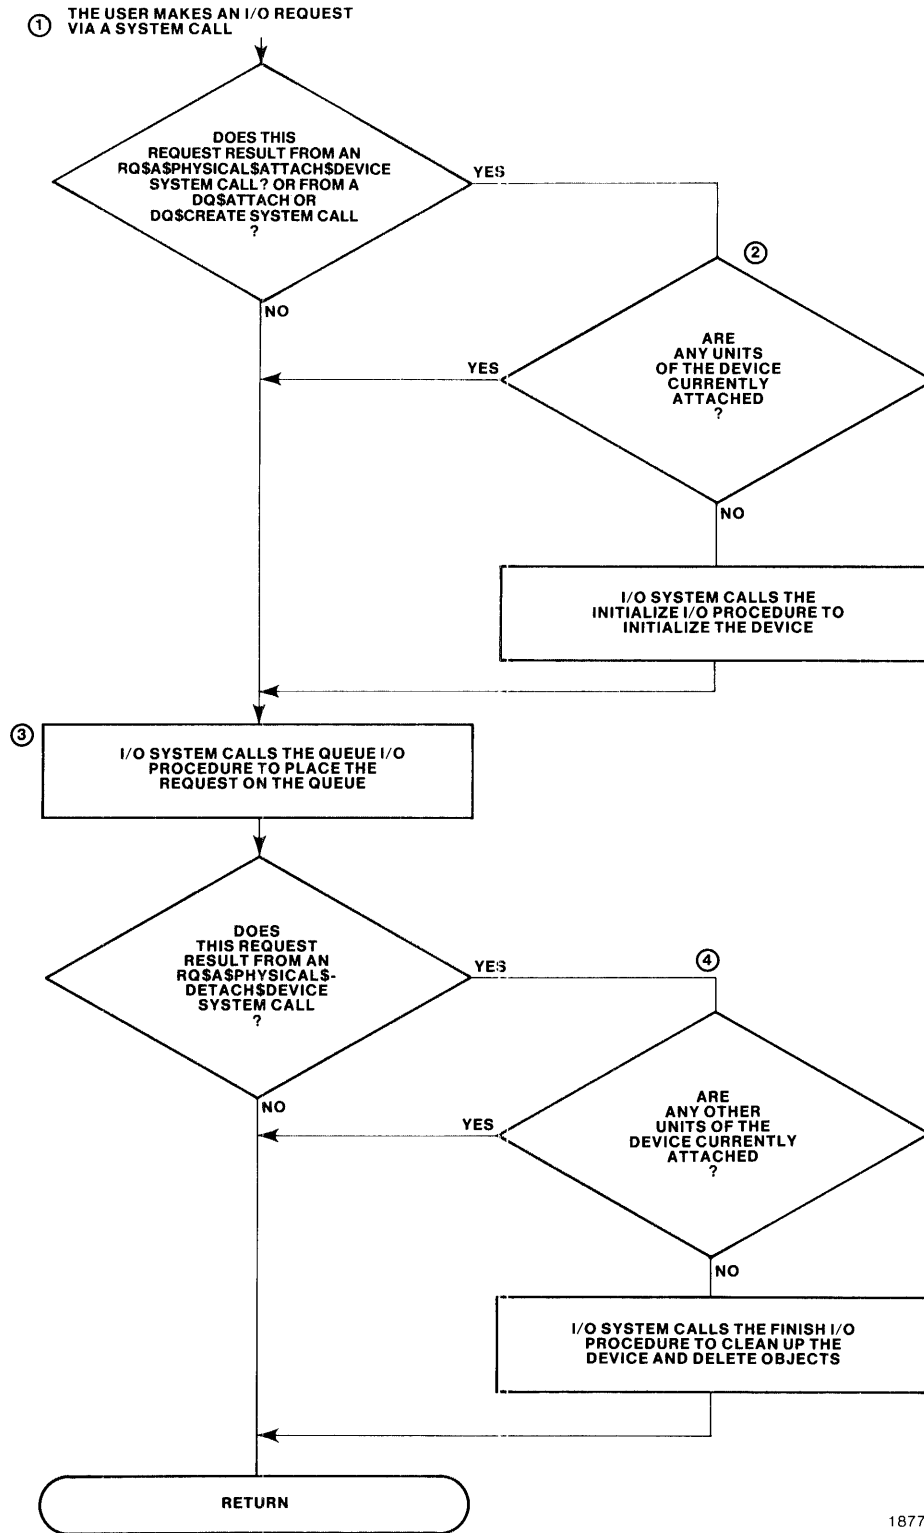 1 THE USER MAKES AN I/O REQUEST
VIA A SYSTEM CALL
DOES THIS
REQUEST RESULT FROM AN
RQ$A$PHYSICAL$ATTACH$DEVICE
SYSTEM CALL? OR FROM A
DQ$ATTACH OR
DQ$CREATE SYSTEM CALL
?
YES
NO
2
ARE
ANY UNITS
OF THE DEVICE
CURRENTLY
ATTACHED
?
YES
NO
I/O SYSTEM CALLS THE
INITIALIZE I/O PROCEDURE TO
INITIALIZE THE DEVICE
3
I/O SYSTEM CALLS THE QUEUE I/O
PROCEDURE TO PLACE THE
REQUEST ON THE QUEUE
DOES
THIS REQUEST
RESULT FROM AN
RQ$A$PHYSICAL$-
DETACH$DEVICE
SYSTEM CALL
?
YES
NO
4
ARE
ANY OTHER
UNITS OF THE
DEVICE CURRENTLY
ATTACHED
?
YES
NO
I/O SYSTEM CALLS THE FINISH I/O
PROCEDURE TO CLEAN UP THE
DEVICE AND DELETE OBJECTS
RETURN
1877